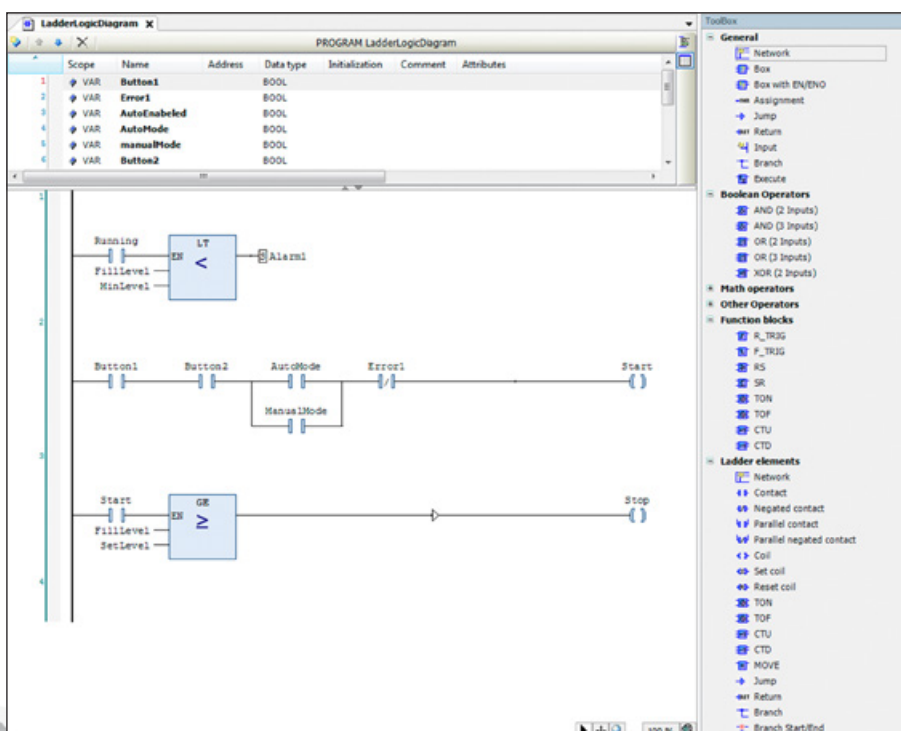 LadderLogicDiagram
PROGRAM LadderLogicDiagram
Scope Name Address Data type Initialization Comment Attributes
1 VAR Button1 BOOL
2 VAR Error1 BOOL
3 VAR AutoEnabeled BOOL
4 VAR AutoMode BOOL
5 VAR manualMode BOOL
6 VAR Button2 BOOL
1
Running LT
EN < S Alarm1
FillLevel
MinLevel
2
Button1 Button2 AutoMode Error1 Start
ManualMode
3
Start GE Stop
EN ≥
FillLevel
SetLevel
4
ToolBox
General
Network
Box
Box with EN/ENO
Assignment
Jump
Return
Input
Branch
Execute
Boolean Operators
AND (2 Inputs)
AND (3 Inputs)
OR (2 Inputs)
OR (3 Inputs)
XOR (2 Inputs)
Math operators
Other Operators
Function blocks
R_TRIG
F_TRIG
RS
SR
TON
TOF
CTU
CTD
Ladder elements
Network
Contact
Negated contact
Parallel contact
Parallel negated contact
Coil
Set coil
Reset coil
TON
TOF
CTU
CTD
MOVE
Jump
Return
Branch
Branch Start/End